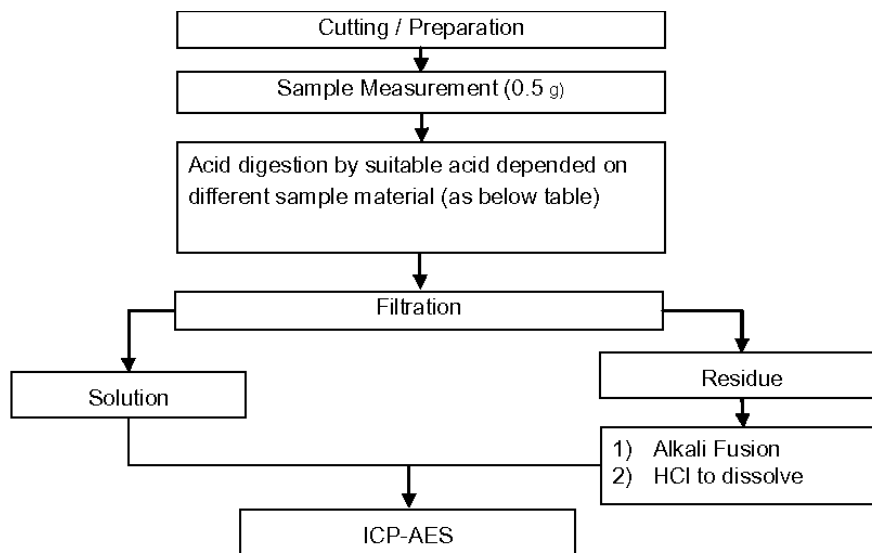 Cutting / Preparation
Sample Measurement (0.5 g)
Acid digestion by suitable acid depended on
different sample material (as below table)
Filtration
Solution
Residue
1) Alkali Fusion
2) HCl to dissolve
ICP-AES